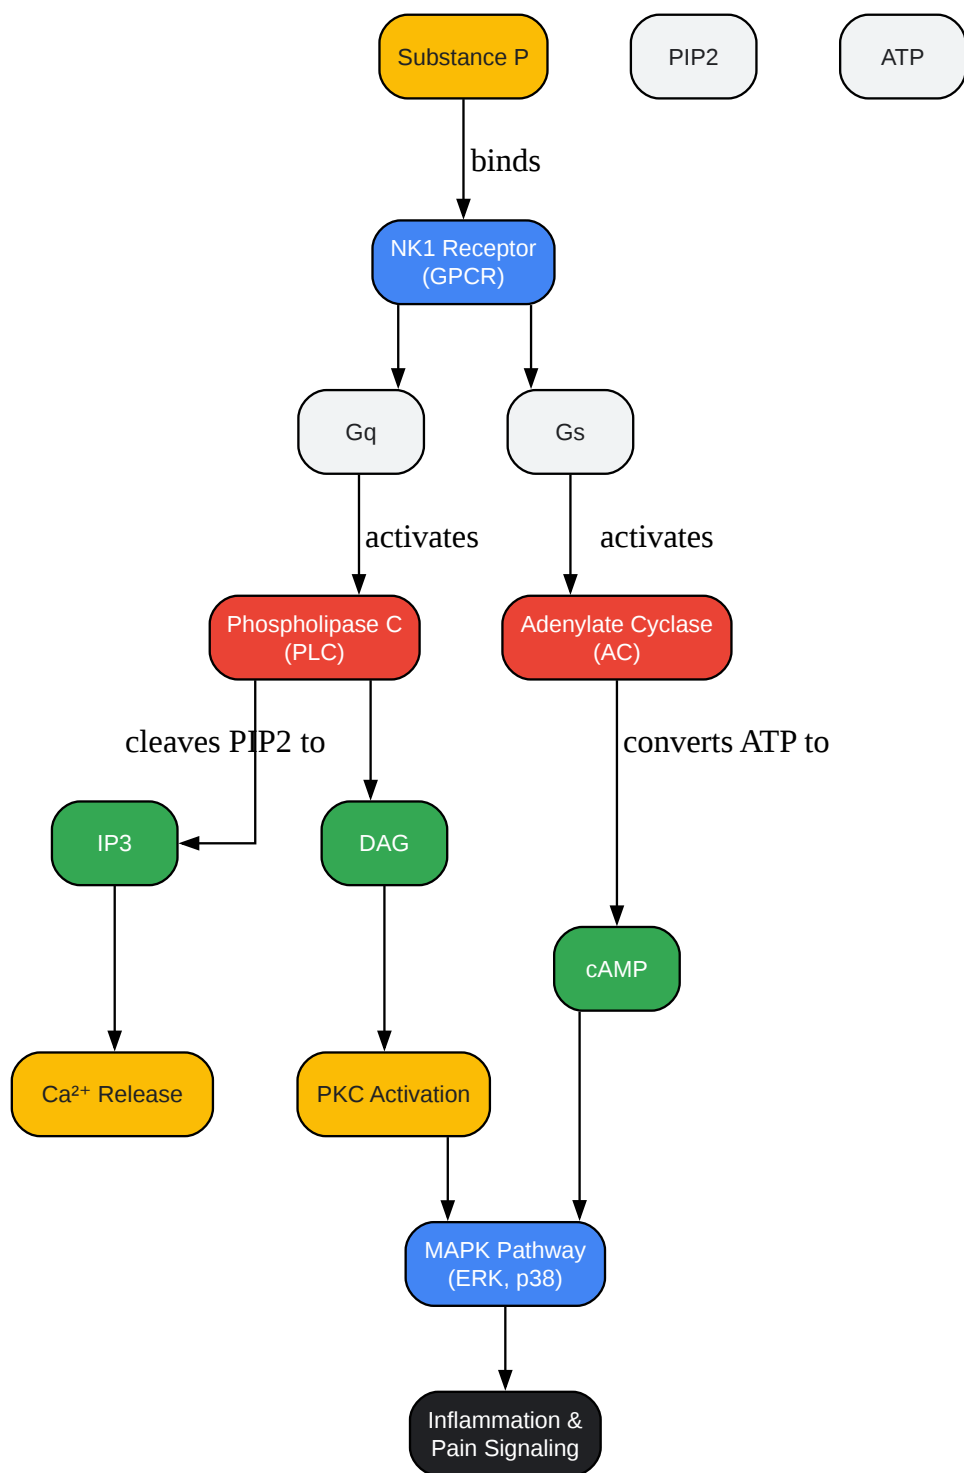 Substance P
PIP2
ATP
binds
NK1 Receptor
(GPCR)
Gq
Gs
activates
activates
Phospholipase C
(PLC)
Adenylate Cyclase
(AC)
cleaves PIP2 to
converts ATP to
IP3
DAG
cAMP
Ca²⁺ Release
PKC Activation
MAPK Pathway
(ERK, p38)
Inflammation &
Pain Signaling